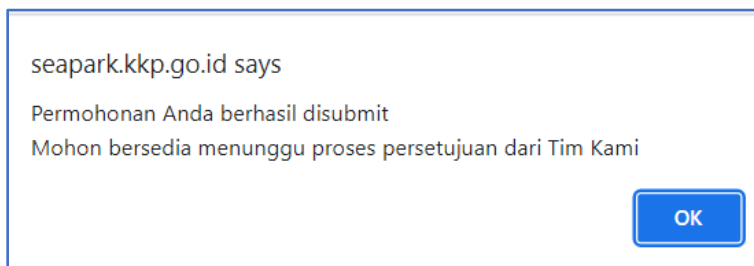 seapark.kkp.go.id says
Permohonan Anda berhasil disubmit
Mohon bersedia menunggu proses persetujuan dari Tim Kami
OK